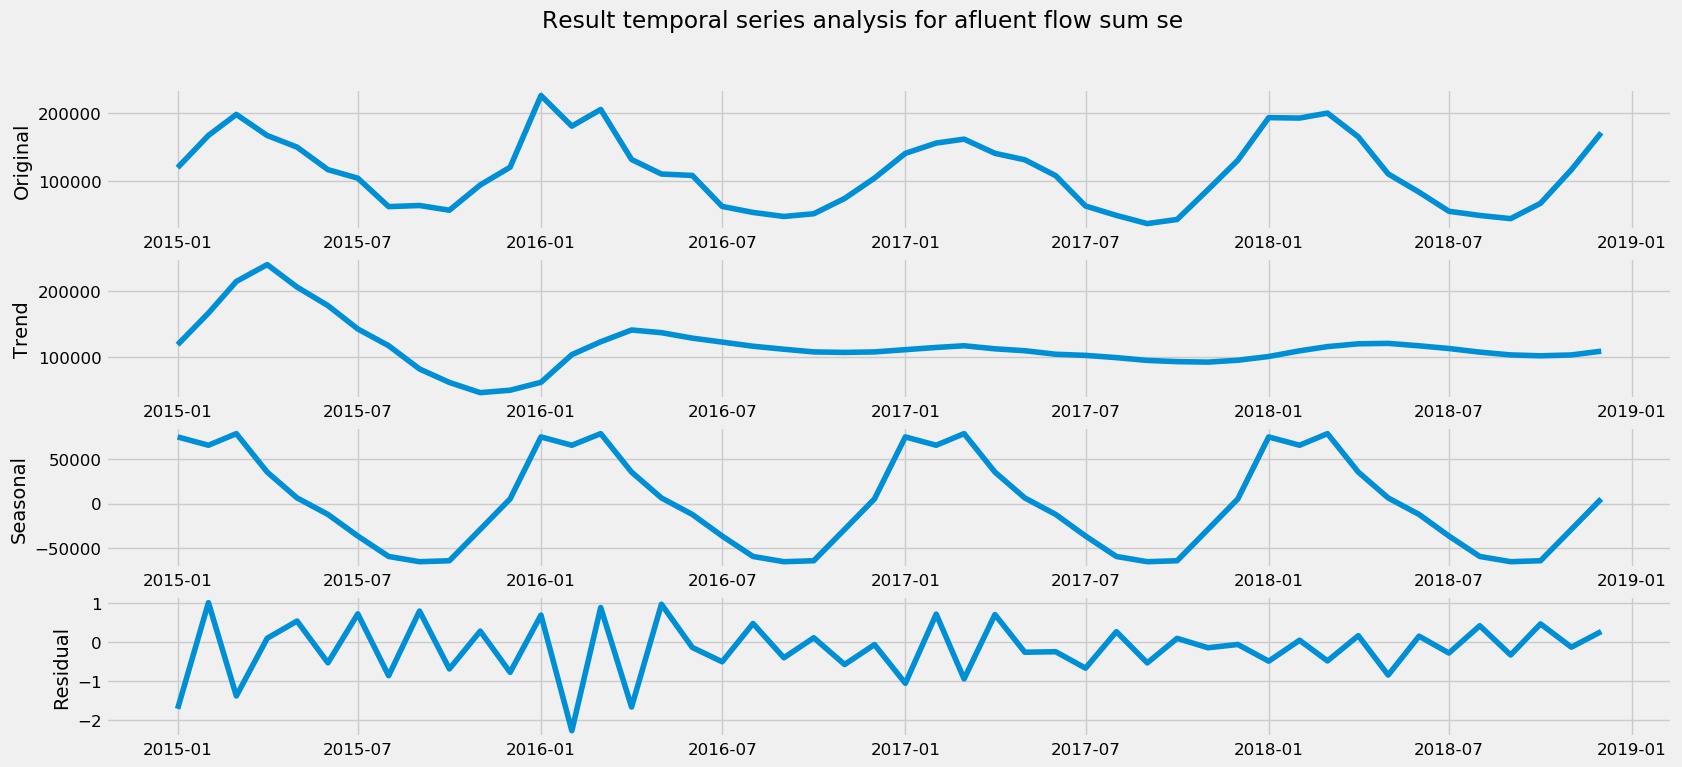 Result temporal series analysis for afluent flow sum se
Original
200000
100000
2015-01 2015-07 2016-01 2016-07 2017-01 2017-07 2018-01 2018-07 2019-01
Trend
200000
100000
2015-01 2015-07 2016-01 2016-07 2017-01 2017-07 2018-01 2018-07 2019-01
Seasonal
50000
0
−50000
2015-01 2015-07 2016-01 2016-07 2017-01 2017-07 2018-01 2018-07 2019-01
Residual
1
0
−1
−2
2015-01 2015-07 2016-01 2016-07 2017-01 2017-07 2018-01 2018-07 2019-01